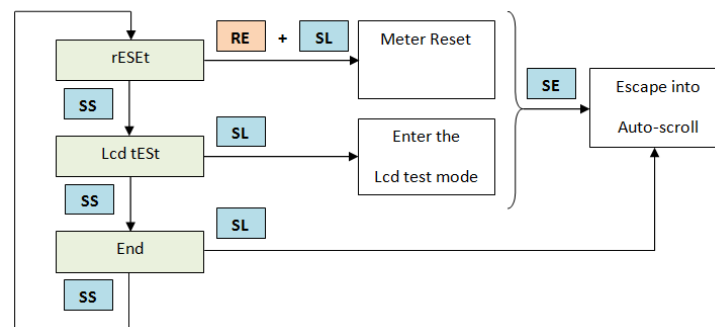 RE + SL
Meter Reset
rESEt
SE
Escape into
Auto-scroll
SS
SL
Enter the
Lcd test mode
Lcd tESt
SS
SL
End
SS